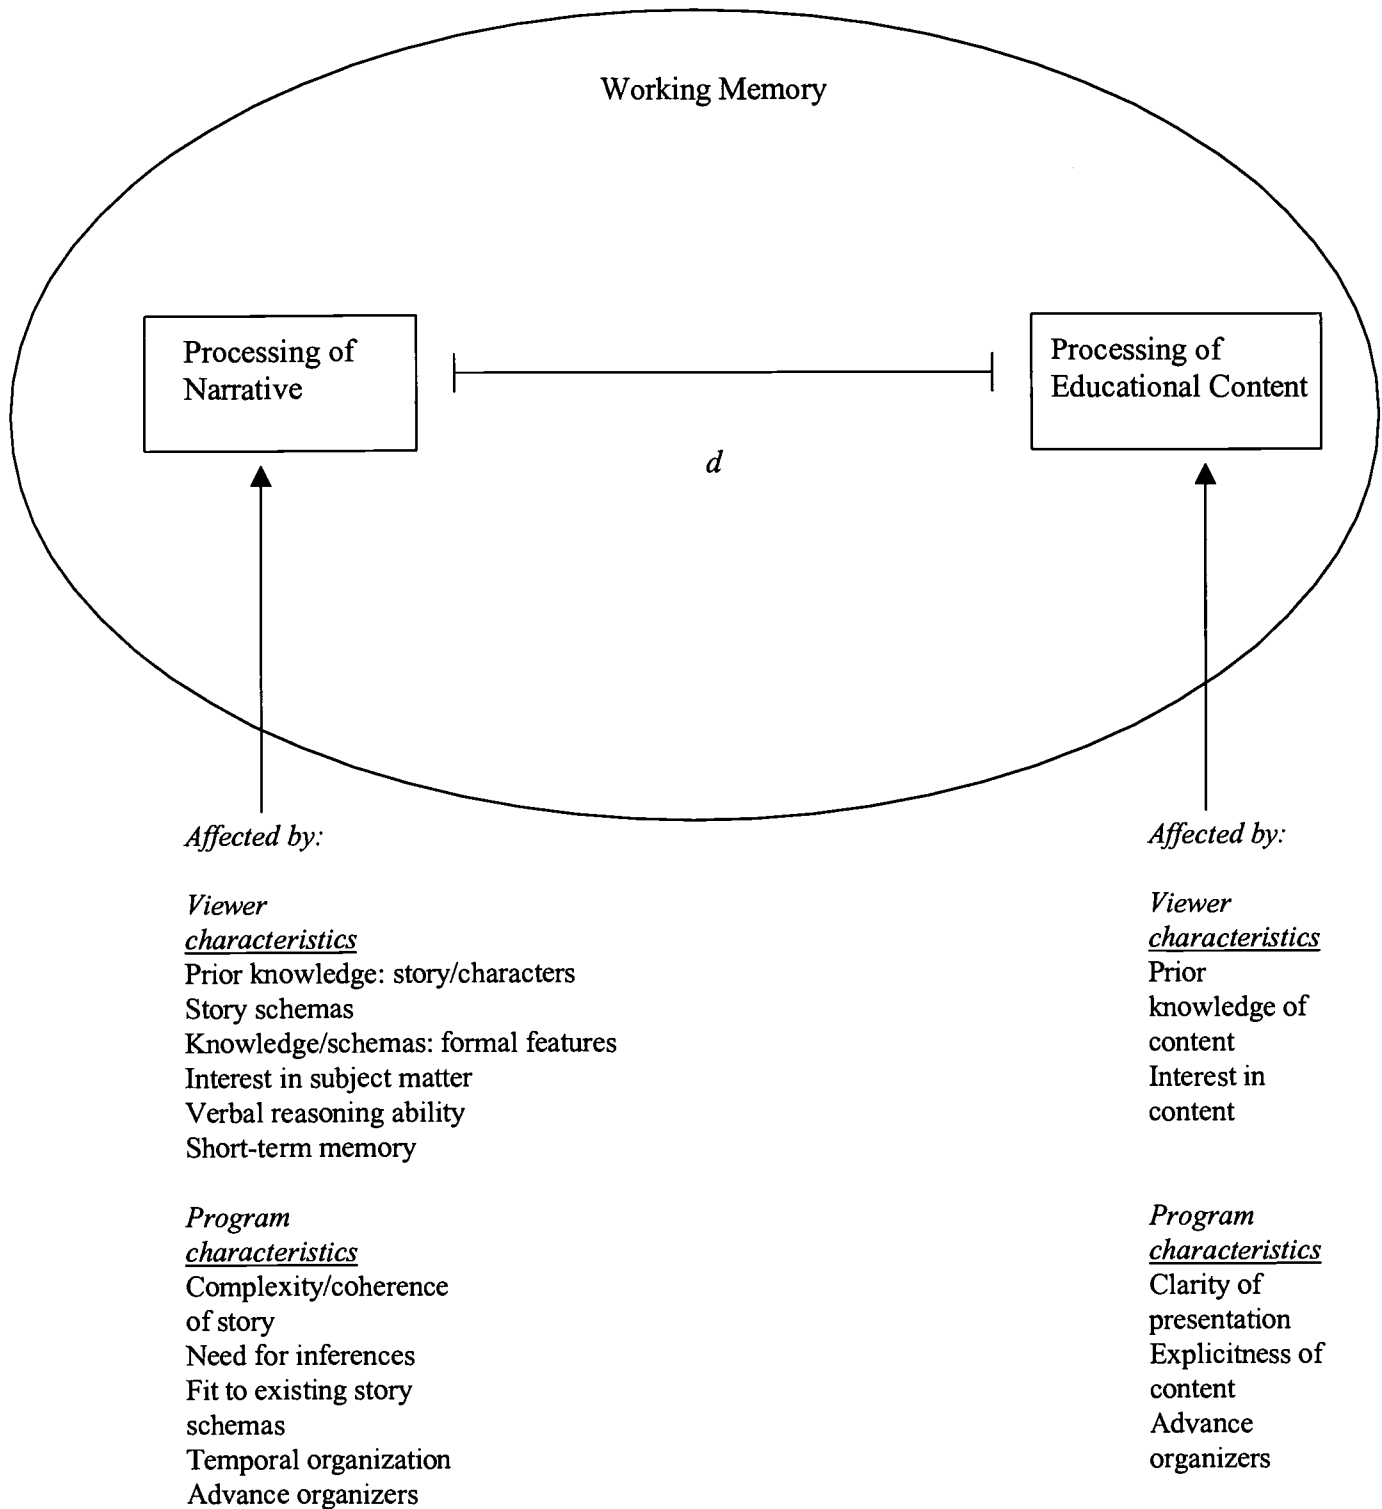 Working Memory
Processing of
Narrative
Processing of
Educational Content
d
Affected by:
Viewer
characteristics
Prior knowledge: story/characters
Story schemas
Knowledge/schemas: formal features
Interest in subject matter
Verbal reasoning ability
Short-term memory
Program
characteristics
Complexity/coherence
of story
Need for inferences
Fit to existing story
schemas
Temporal organization
Advance organizers
Affected by:
Viewer
characteristics
Prior
knowledge of
content
Interest in
content
Program
characteristics
Clarity of
presentation
Explicitness of
content
Advance
organizers